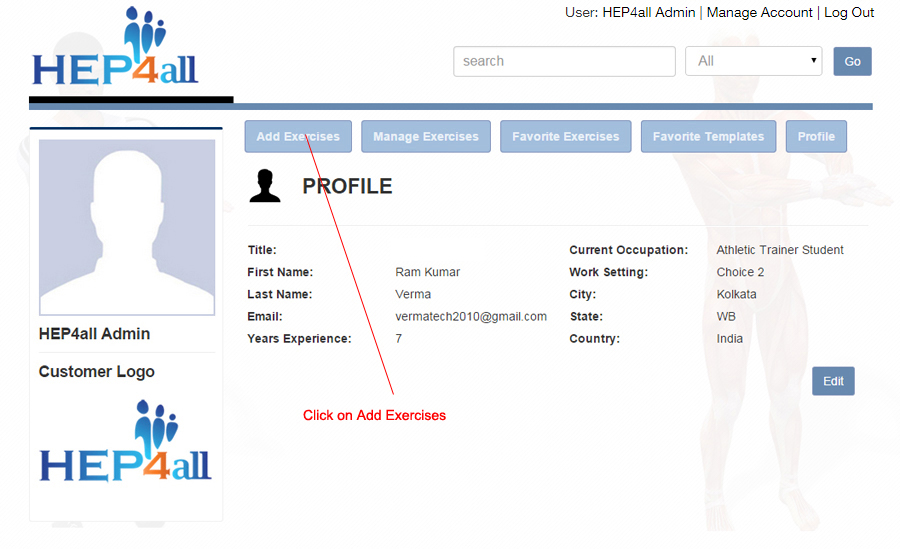 User: HEP4all Admin | Manage Account | Log Out
HEP4all
search All Go
Add Exercises Manage Exercises Favorite Exercises Favorite Templates Profile
PROFILE
Title: Current Occupation: Athletic Trainer Student
First Name: Ram Kumar Work Setting: Choice 2
Last Name: Verma City: Kolkata
Email: vermatech2010@gmail.com State: WB
Years Experience: 7 Country: India
Edit
HEP4all Admin
Customer Logo
HEP4all
Click on Add Exercises